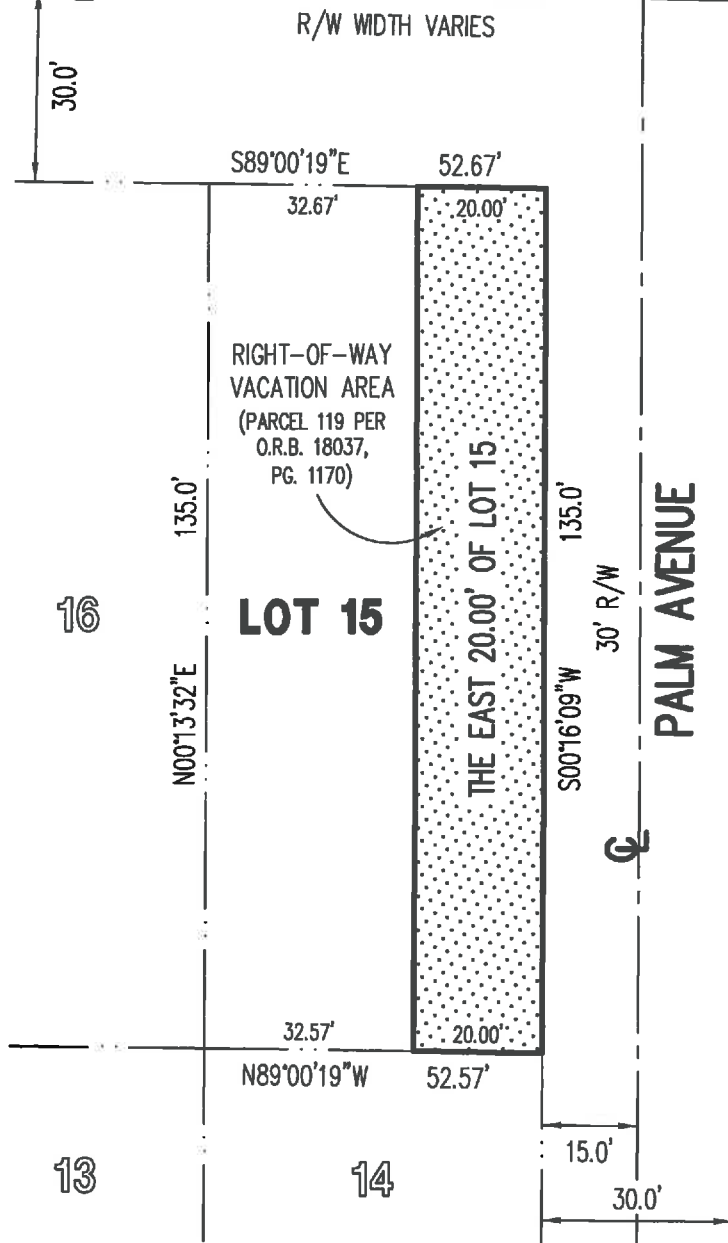 R/W WIDTH VARIES
30.0'
S89°00'19"E 52.67'
32.67' 20.00'
RIGHT-OF-WAY
VACATION AREA
(PARCEL 119 PER
O.R.B. 18037,
PG. 1170)
135.0'
N00°13'32"E
16
LOT 15
THE EAST 20.00' OF LOT 15
135.0'
S00°16'09"W
30' R/W
PALM AVENUE
CL
32.57' 20.00'
N89°00'19"W 52.57'
15.0'
13
14
30.0'